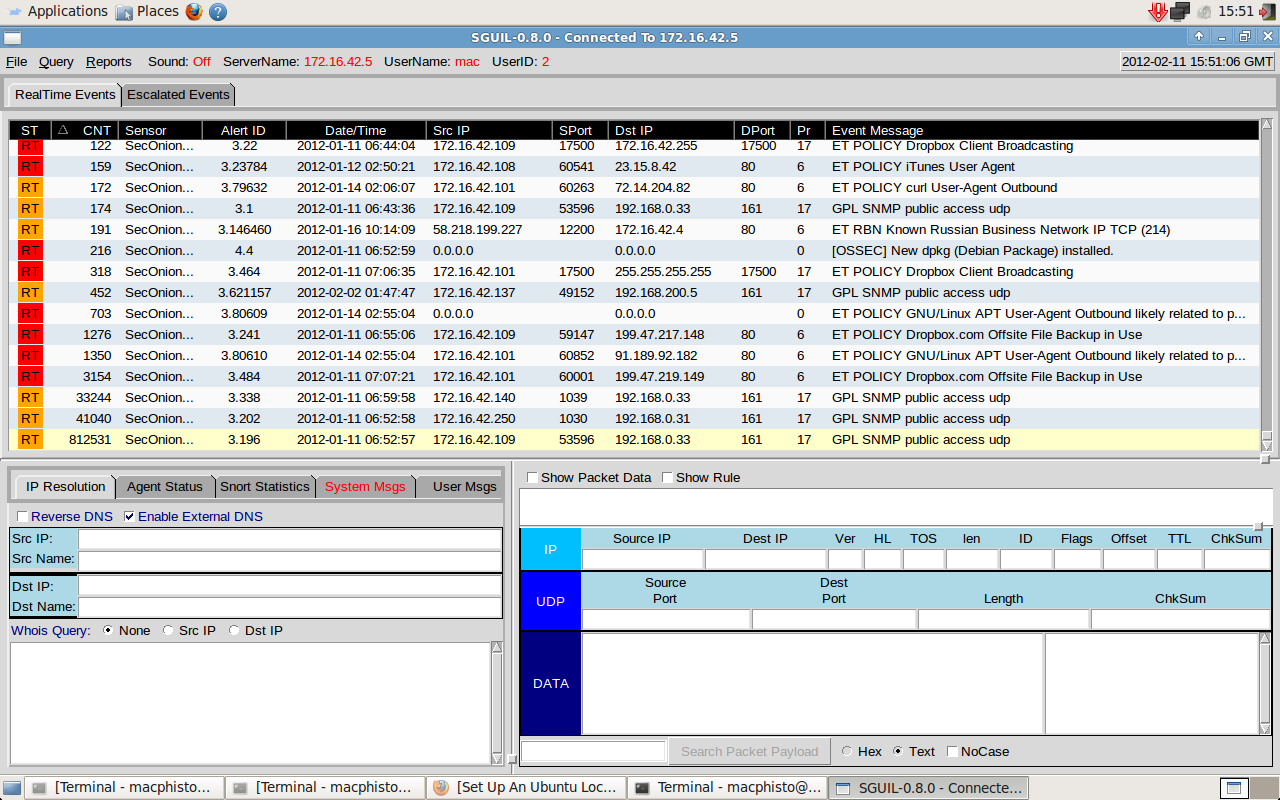 Applications Places 15:51
SGUIL-0.8.0 - Connected To 172.16.42.5
File Query Reports Sound: Off ServerName: 172.16.42.5 UserName: mac UserID: 2 2012-02-11 15:51:06 GMT
RealTime Events Escalated Events
ST CNT Sensor Alert ID Date/Time Src IP SPort Dst IP DPort Pr Event Message
RT 122 SecOnion... 3.22 2012-01-11 06:44:04 172.16.42.109 17500 172.16.42.255 17500 17 ET POLICY Dropbox Client Broadcasting
RT 159 SecOnion... 3.23784 2012-01-12 02:50:21 172.16.42.108 60541 23.15.8.42 80 6 ET POLICY iTunes User Agent
RT 172 SecOnion... 3.79632 2012-01-14 02:06:07 172.16.42.101 60263 72.14.204.82 80 6 ET POLICY curl User-Agent Outbound
RT 174 SecOnion... 3.1 2012-01-11 06:43:36 172.16.42.109 53596 192.168.0.33 161 17 GPL SNMP public access udp
RT 191 SecOnion... 3.146460 2012-01-16 10:14:09 58.218.199.227 12200 172.16.42.4 80 6 ET RBN Known Russian Business Network IP TCP (214)
RT 216 SecOnion... 4.4 2012-01-11 06:52:59 0.0.0.0 0.0.0.0 0 [OSSEC] New dpkg (Debian Package) installed.
RT 318 SecOnion... 3.464 2012-01-11 07:06:35 172.16.42.101 17500 255.255.255.255 17500 17 ET POLICY Dropbox Client Broadcasting
RT 452 SecOnion... 3.621157 2012-02-02 01:47:47 172.16.42.137 49152 192.168.200.5 161 17 GPL SNMP public access udp
RT 703 SecOnion... 3.80609 2012-01-14 02:55:04 0.0.0.0 0.0.0.0 0 ET POLICY GNU/Linux APT User-Agent Outbound likely related to p...
RT 1276 SecOnion... 3.241 2012-01-11 06:55:06 172.16.42.109 59147 199.47.217.148 80 6 ET POLICY Dropbox.com Offsite File Backup in Use
RT 1350 SecOnion... 3.80610 2012-01-14 02:55:04 172.16.42.101 60852 91.189.92.182 80 6 ET POLICY GNU/Linux APT User-Agent Outbound likely related to p...
RT 3154 SecOnion... 3.484 2012-01-11 07:07:21 172.16.42.101 60001 199.47.219.149 80 6 ET POLICY Dropbox.com Offsite File Backup in Use
RT 33244 SecOnion... 3.338 2012-01-11 06:59:58 172.16.42.140 1039 192.168.0.33 161 17 GPL SNMP public access udp
RT 41040 SecOnion... 3.202 2012-01-11 06:52:58 172.16.42.250 1030 192.168.0.31 161 17 GPL SNMP public access udp
RT 812531 SecOnion... 3.196 2012-01-11 06:52:57 172.16.42.109 53596 192.168.0.33 161 17 GPL SNMP public access udp
IP Resolution Agent Status Snort Statistics System Msgs User Msgs
Reverse DNS Enable External DNS
Src IP:
Src Name:
Dst IP:
Dst Name:
Whois Query: None Src IP Dst IP
Show Packet Data Show Rule
IP Source IP Dest IP Ver HL TOS len ID Flags Offset TTL ChkSum
UDP Source Port Dest Port Length ChkSum
DATA
Search Packet Payload Hex Text NoCase
[Terminal - macphisto... [Terminal - macphisto... [Set Up An Ubuntu Loc... Terminal - macphisto@... SGUIL-0.8.0 - Connecte...